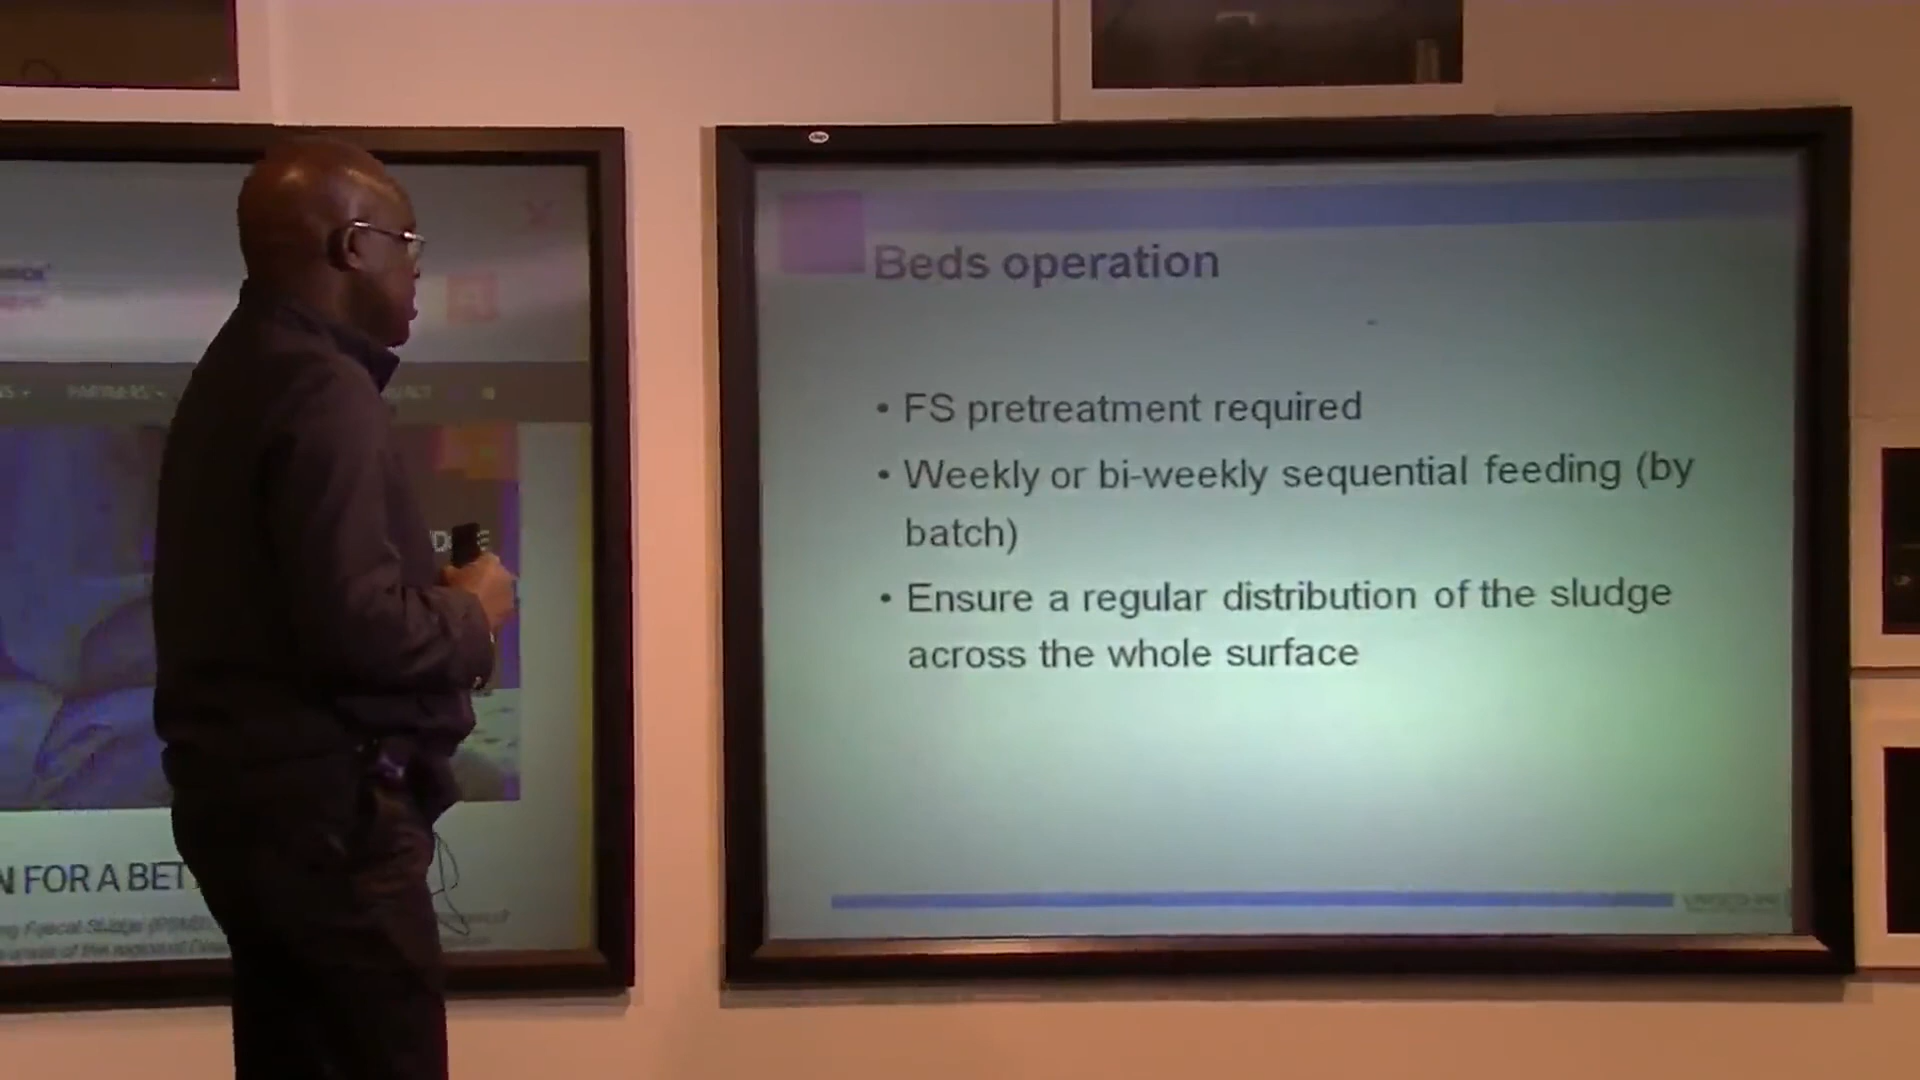 Beds operation
• FS pretreatment required
• Weekly or bi-weekly sequential feeding (by
batch)
• Ensure a regular distribution of the sludge
across the whole surface
PARTNERS
N FOR A BET